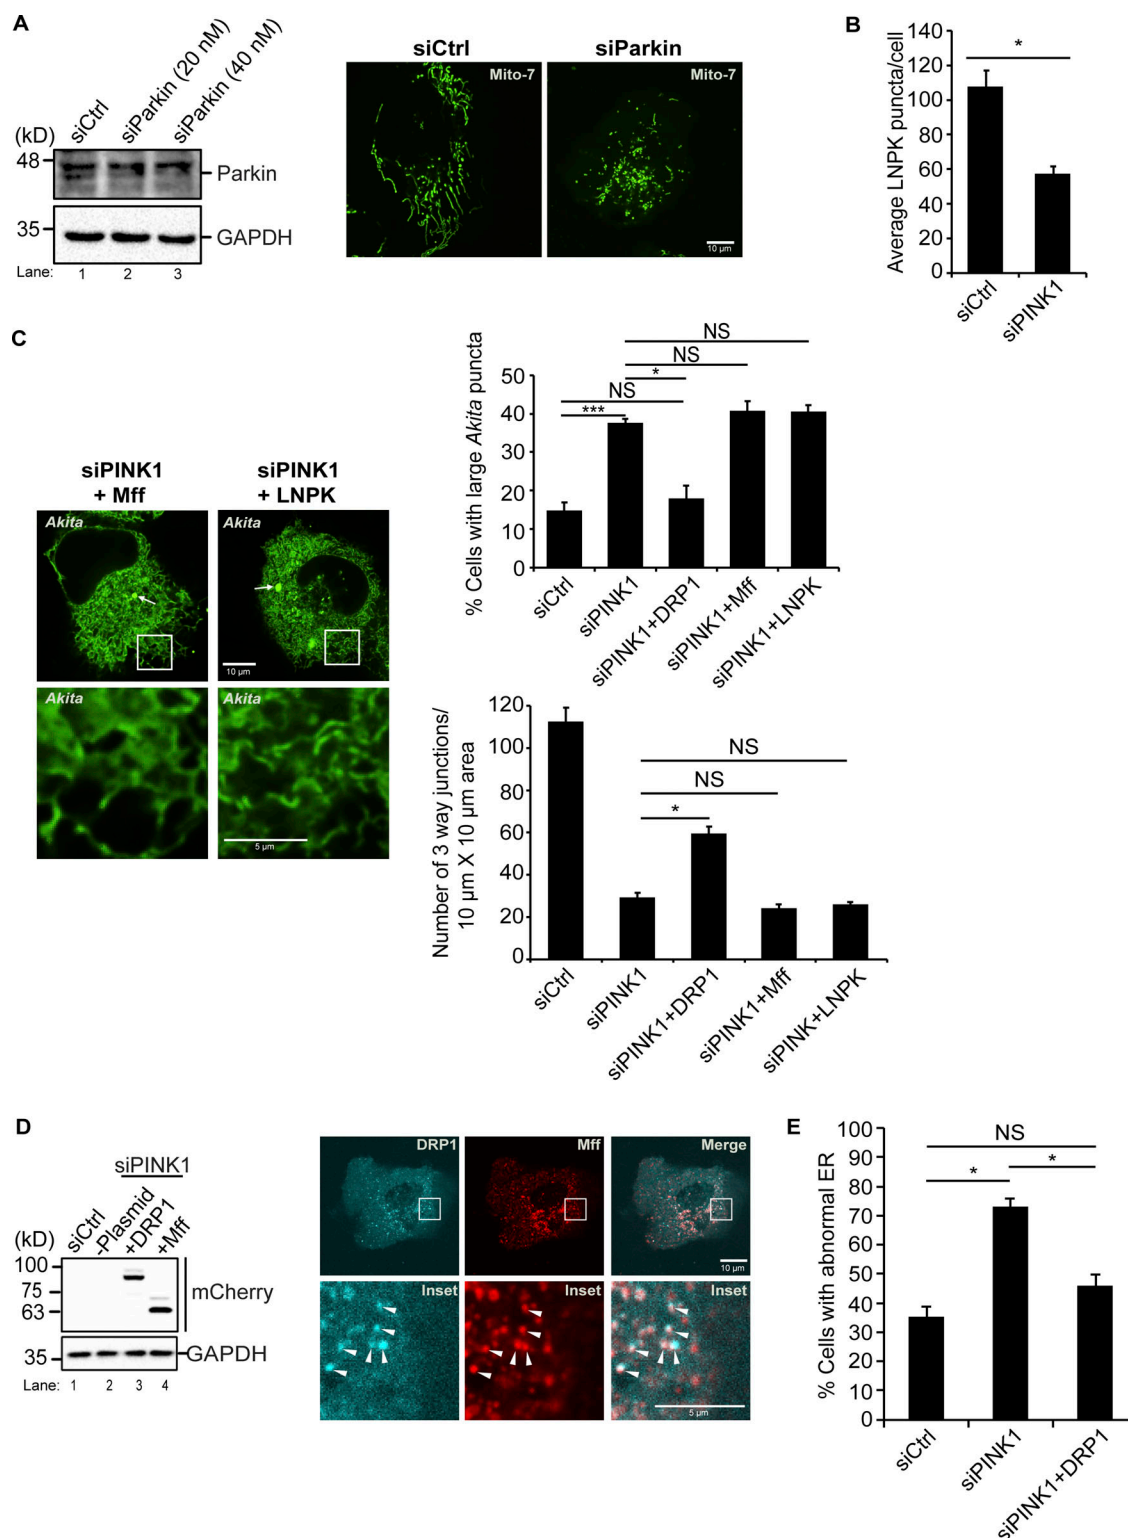 A
siCtrl
siParkin (20 nM)
siParkin (40 nM)
(kD)
48
Parkin
35
GAPDH
Lane: 1 2 3
siCtrl siParkin
Mito-7 Mito-7
10 µm
B
Average LNPK puncta/cell
140
120
100
80
60
40
20
0
*
siCtrl
siPINK1
C
siPINK1 + Mff
siPINK1 + LNPK
Akita Akita
10 µm
Akita Akita
5 µm
% Cells with large Akita puncta
50
40
30
20
10
0
NS
NS
*
NS
***
siCtrl
siPINK1
siPINK1+DRP1
siPINK1+Mff
siPINK1+LNPK
Number of 3 way junctions/
10 µm X 10 µm area
120
100
80
60
40
20
0
NS
NS
*
siCtrl
siPINK1
siPINK1+DRP1
siPINK1+Mff
siPINK+LNPK
D
siPINK1
siCtrl
-Plasmid
+DRP1
+Mff
(kD)
100
75
63
mCherry
35
GAPDH
Lane: 1 2 3 4
DRP1 Mff Merge
10 µm
Inset Inset Inset
5 µm
E
% Cells with abnormal ER
100
90
80
70
60
50
40
30
20
10
0
NS
* *
siCtrl
siPINK1
siPINK1+DRP1